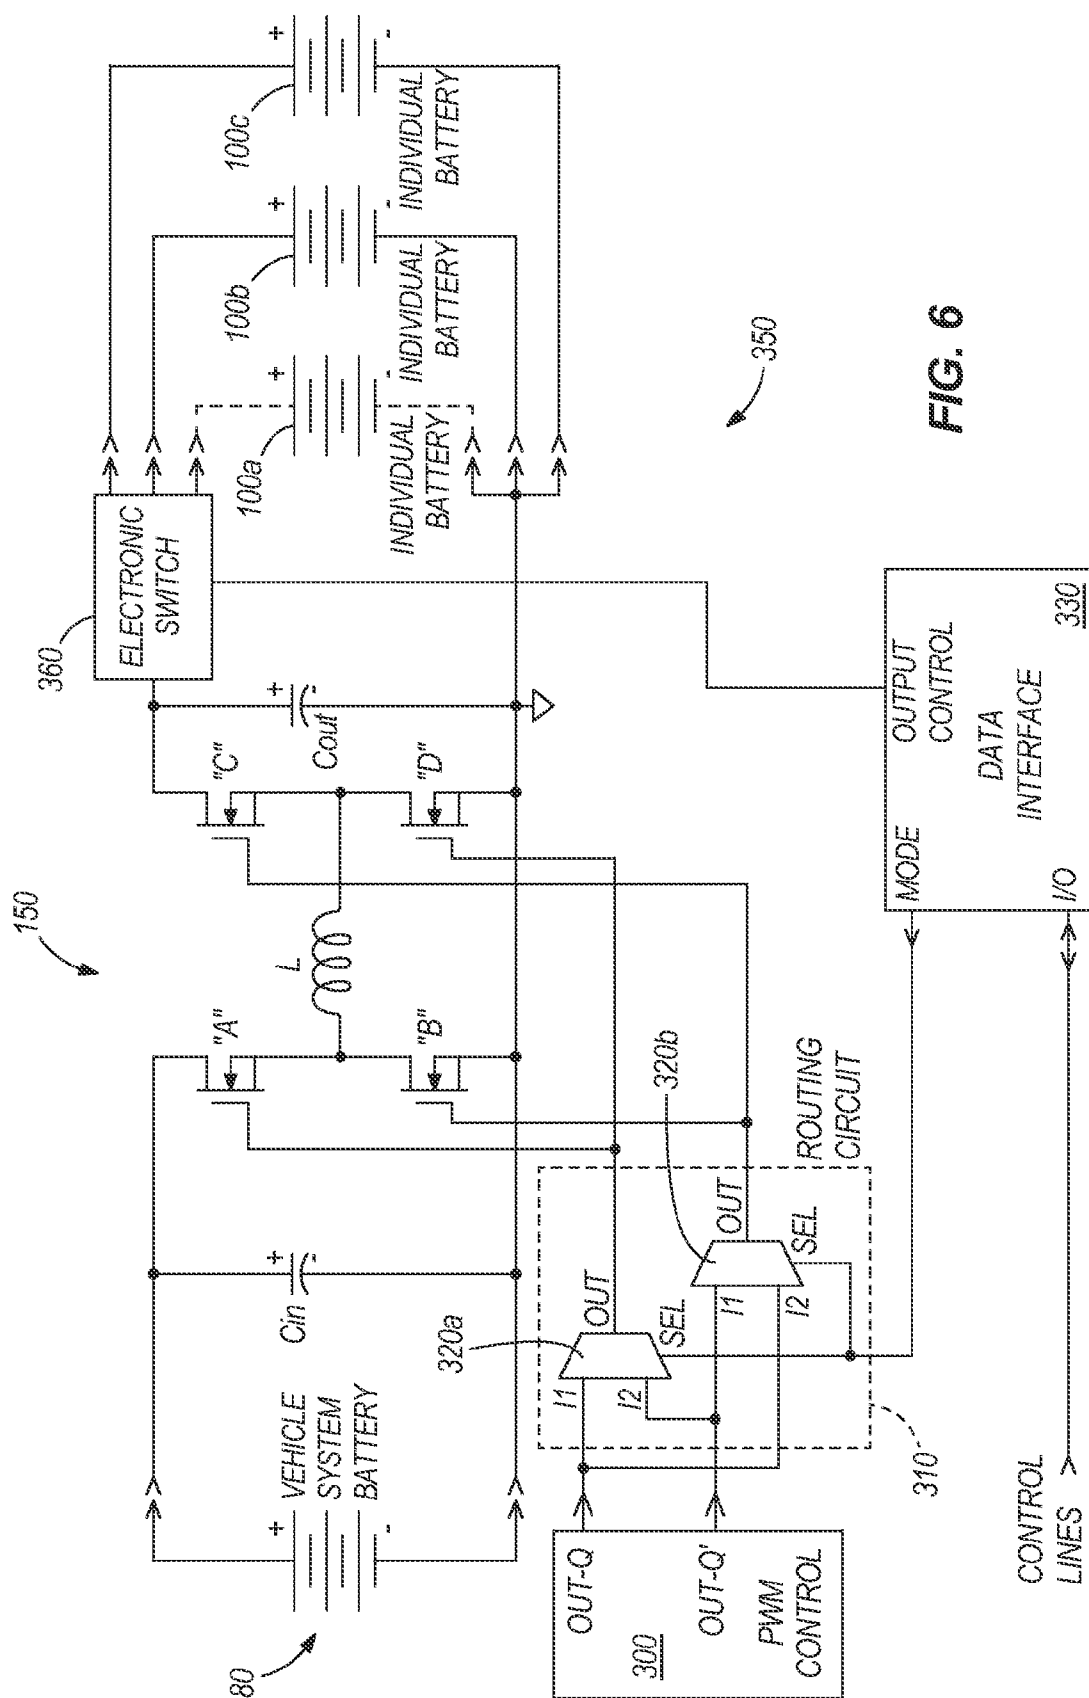 80
+
-
VEHICLE
SYSTEM
BATTERY
+
-
Cin
150
"A"
"B"
L
"C"
"D"
+
-
Cout
360
ELECTRONIC
SWITCH
100a
+
-
INDIVIDUAL
BATTERY
100b
+
-
INDIVIDUAL
BATTERY
100c
+
-
INDIVIDUAL
BATTERY
OUT-Q
300
OUT-Q'
PWM
CONTROL
320a
I1
I2
OUT
SEL
320b
I1
I2
OUT
SEL
ROUTING
CIRCUIT
310
350
MODE
OUTPUT
CONTROL
DATA
INTERFACE
I/O
330
CONTROL
LINES
FIG. 6